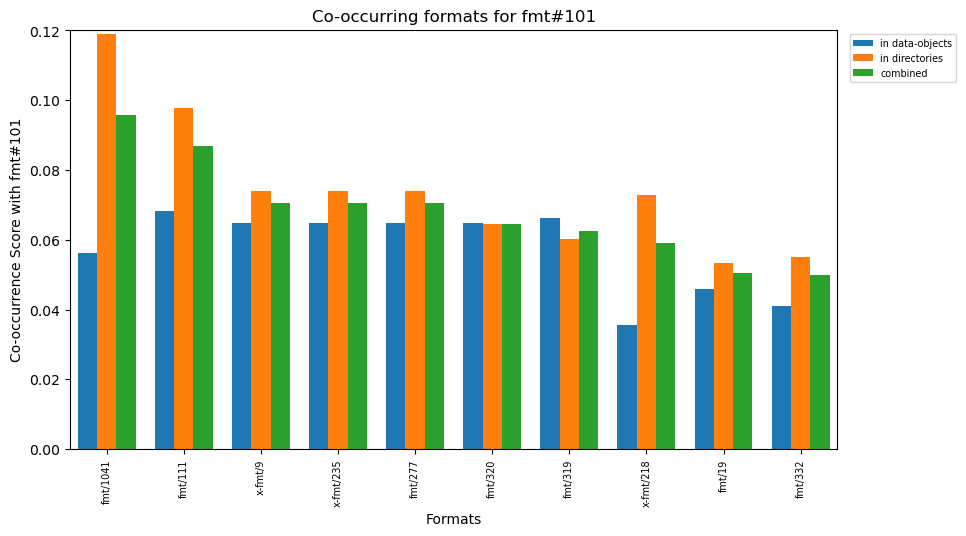 Co-occurring formats for fmt#101
in data-objects
in directories
combined
Co-occurrence Score with fmt#101
0.12
0.10
0.08
0.06
0.04
0.02
0.00
fmt/1041
fmt/111
x-fmt/9
x-fmt/235
fmt/277
fmt/320
fmt/319
x-fmt/218
fmt/19
fmt/332
Formats